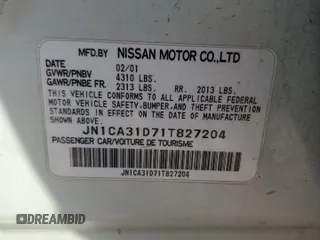 MFD.BY NISSAN MOTOR CO.,LTD
DATE 02/01
GVWR/PNBV 4310 LBS.
GAWR/PNBE FR. 2313 LBS. RR. 2013 LBS.
THIS VEHICLE CONFORMS TO ALL APPLICABLE FEDERAL
MOTOR VEHICLE SAFETY,BUMPER,AND THEFT PREVENTION
STANDARDS IN EFFECT ON THE DATE OF MANUFACTURE
SHOWN ABOVE.
JN1CA31D71T827204
PASSENGER CAR/VOITURE DE TOURISME
JN1CA31D71T827204
DREAMBID